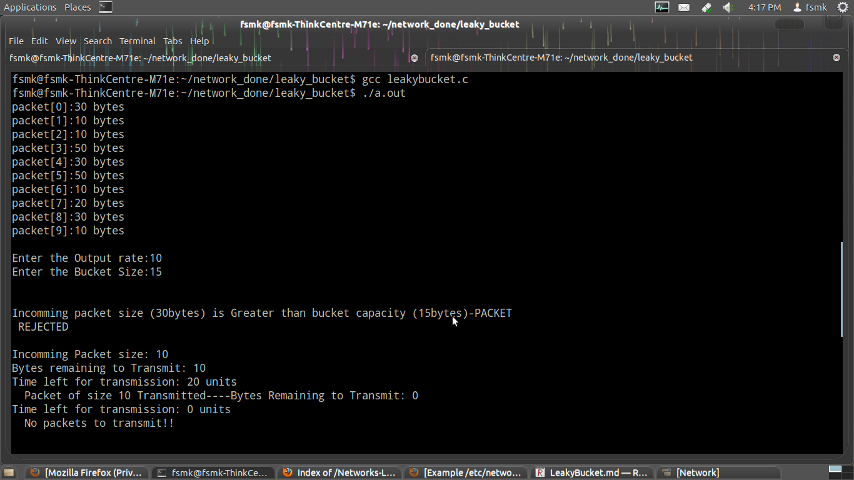 Applications Places 4:17 PM fsmk
fsmk@fsmk-ThinkCentre-M71e: ~/network_done/leaky_bucket
File Edit View Search Terminal Tabs Help
fsmk@fsmk-ThinkCentre-M71e: ~/network_done/leaky_bucket fsmk@fsmk-ThinkCentre-M71e: ~/network_done/leaky_bucket
fsmk@fsmk-ThinkCentre-M71e:~/network_done/leaky_bucket$ gcc leakybucket.c
fsmk@fsmk-ThinkCentre-M71e:~/network_done/leaky_bucket$ ./a.out
packet[0]:30 bytes
packet[1]:10 bytes
packet[2]:10 bytes
packet[3]:50 bytes
packet[4]:30 bytes
packet[5]:50 bytes
packet[6]:10 bytes
packet[7]:20 bytes
packet[8]:30 bytes
packet[9]:10 bytes
Enter the Output rate:10
Enter the Bucket Size:15
Incomming packet size (30bytes) is Greater than bucket capacity (15bytes)-PACKET
REJECTED
Incomming Packet size: 10
Bytes remaining to Transmit: 10
Time left for transmission: 20 units
Packet of size 10 Transmitted----Bytes Remaining to Transmit: 0
Time left for transmission: 0 units
No packets to transmit!!
[Mozilla Firefox (Priv... fsmk@fsmk-ThinkCe... Index of /Networks-L... [Example /etc/netwo... LeakyBucket.md — R... [Network]